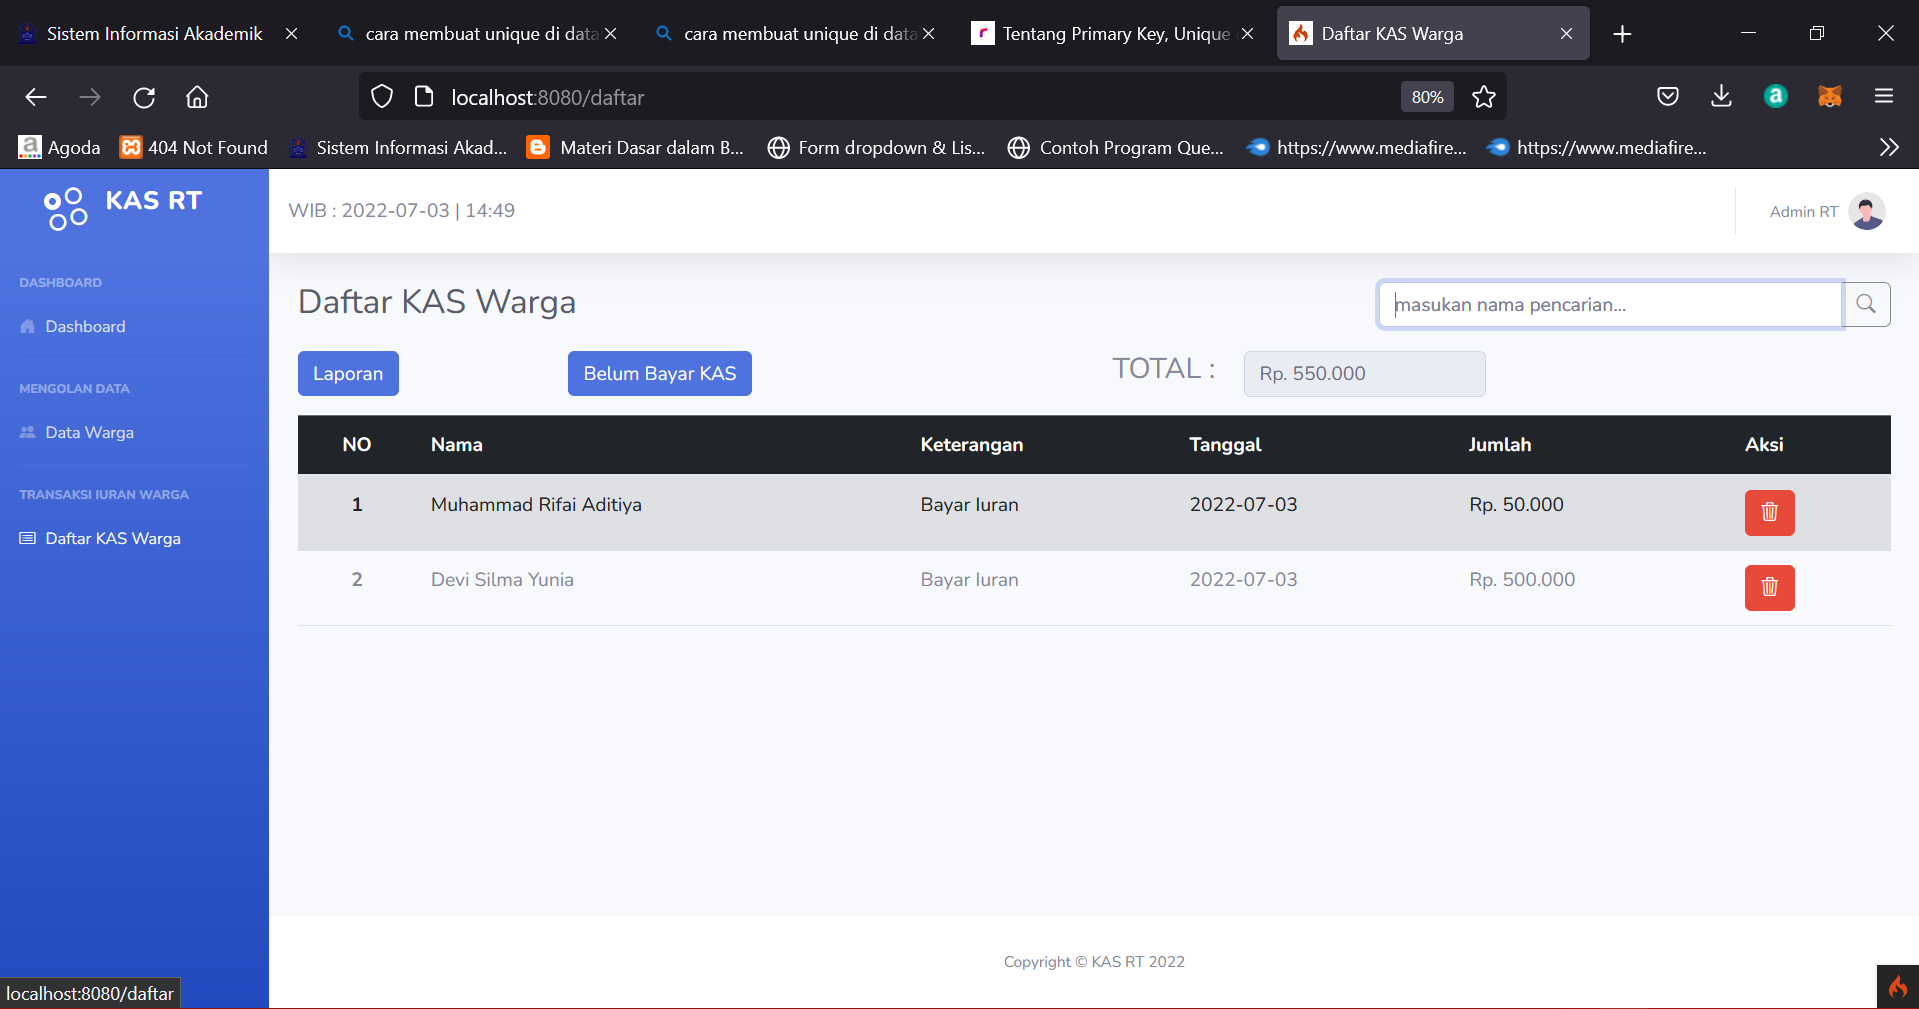 Sistem Informasi Akademik
cara membuat unique di data
cara membuat unique di data
Tentang Primary Key, Unique
Daftar KAS Warga
localhost:8080/daftar
80%
Agoda
404 Not Found
Sistem Informasi Akad...
Materi Dasar dalam B...
Form dropdown & Lis...
Contoh Program Que...
https://www.mediafire...
https://www.mediafire...
KAS RT
WIB : 2022-07-03 | 14:49
Admin RT
DASHBOARD
Dashboard
MENGOLAN DATA
Data Warga
TRANSAKSI IURAN WARGA
Daftar KAS Warga
Daftar KAS Warga
masukan nama pencarian...
Laporan
Belum Bayar KAS
TOTAL :
Rp. 550.000
NO Nama Keterangan Tanggal Jumlah Aksi
1 Muhammad Rifai Aditiya Bayar Iuran 2022-07-03 Rp. 50.000
2 Devi Silma Yunia Bayar Iuran 2022-07-03 Rp. 500.000
Copyright © KAS RT 2022
localhost:8080/daftar